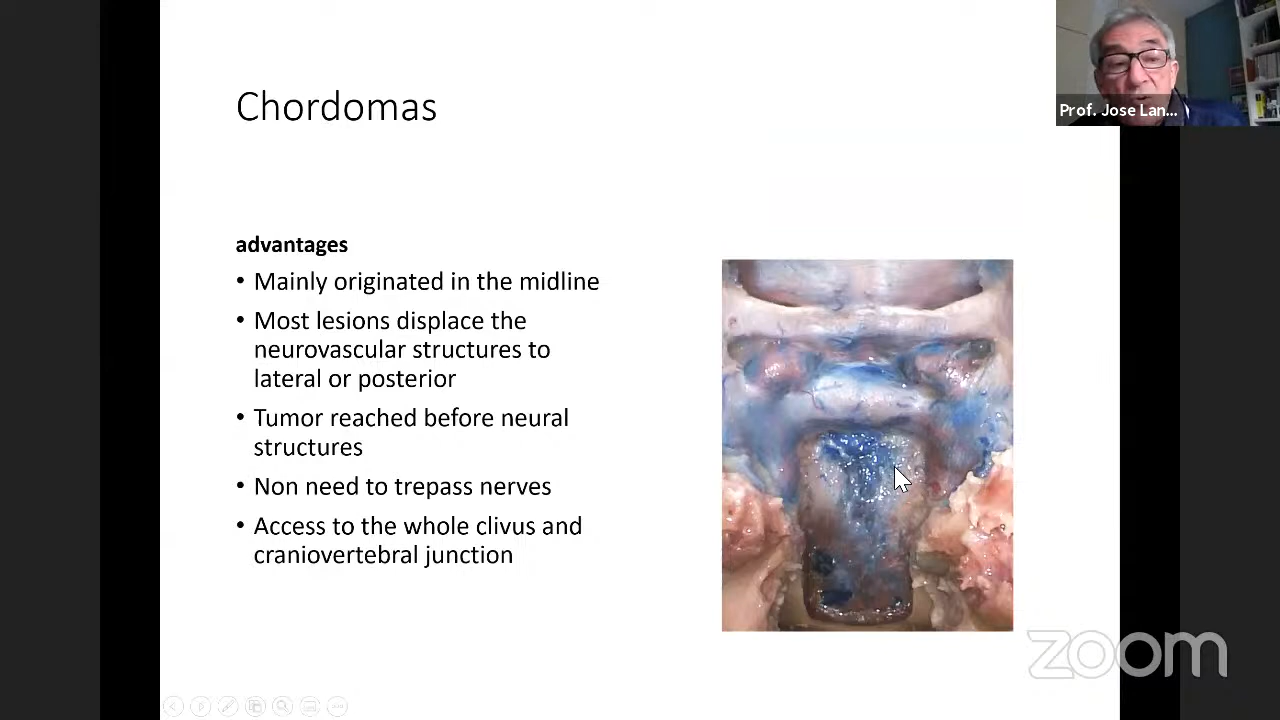 Chordomas
Prof. Jose Lan...
advantages
• Mainly originated in the midline
• Most lesions displace the
neurovascular structures to
lateral or posterior
• Tumor reached before neural
structures
• Non need to trepass nerves
• Access to the whole clivus and
craniovertebral junction
zoom